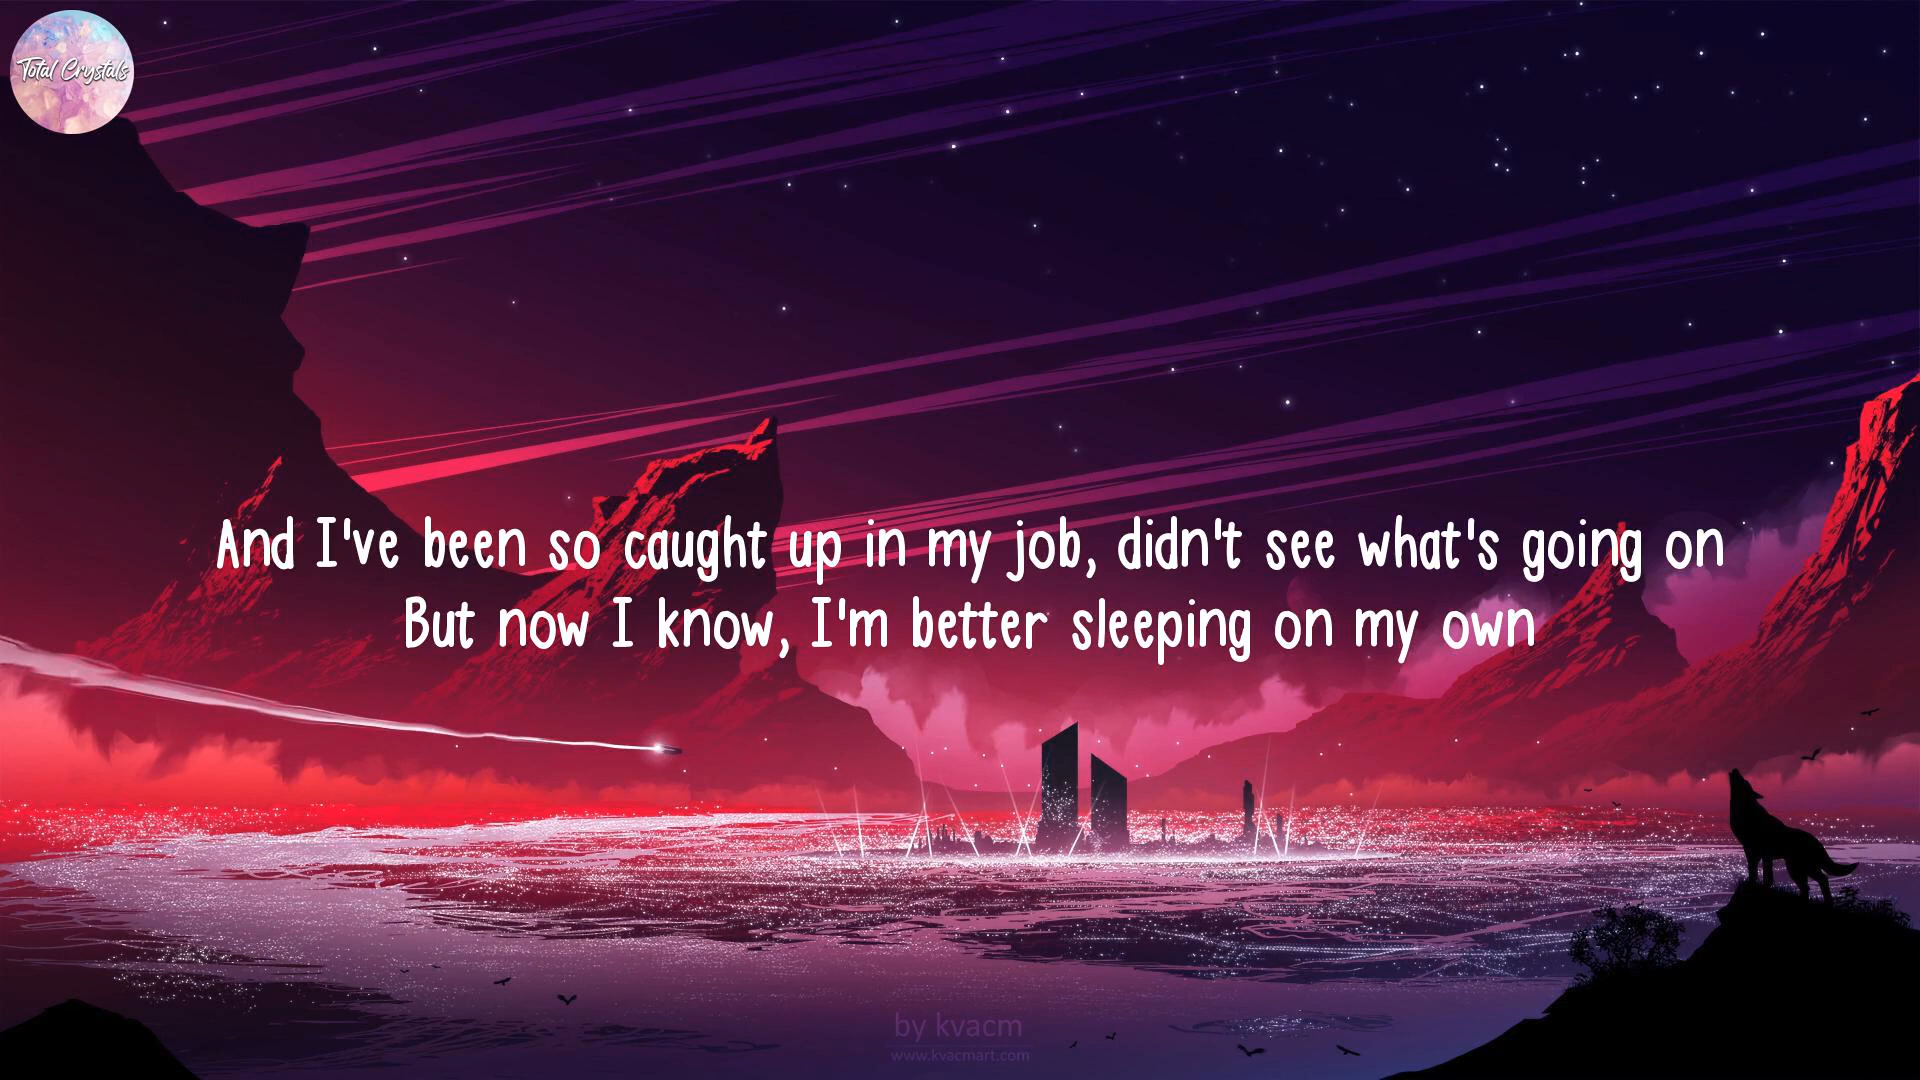 Total Crystals
And I've been so caught up in my job, didn't see what's going on
But now I know, I'm better sleeping on my own
by kvacm
www.kvacmart.com